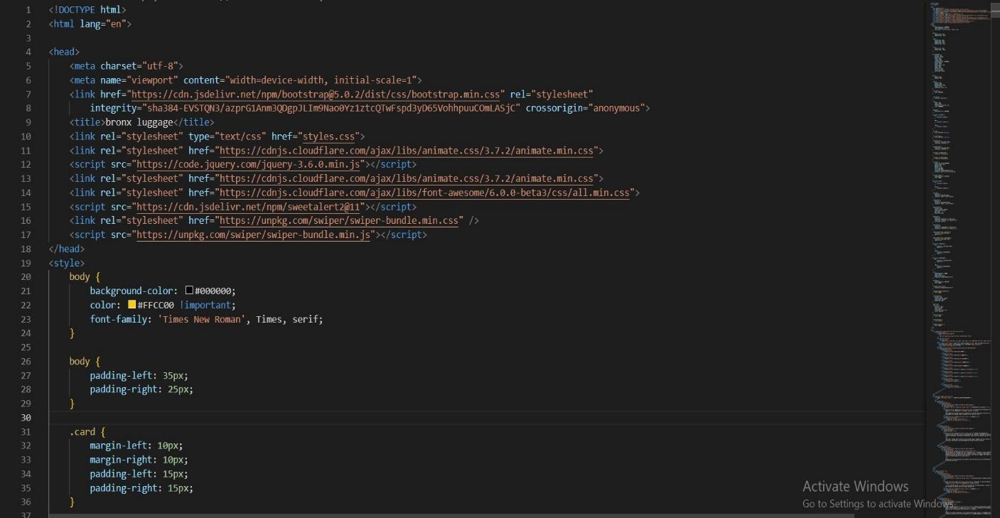 1 <!DOCTYPE html>
2 <html lang="en">
3
4 <head>
5 <meta charset="utf-8">
6 <meta name="viewport" content="width=device-width, initial-scale=1">
7 <link href="https://cdn.jsdelivr.net/npm/bootstrap@5.0.2/dist/css/bootstrap.min.css" rel="stylesheet"
8 integrity="sha384-EVSTQN3/azprG1Anm3QDgpJLIm9Nao0Yz1ztcQTwFspd3yD65VohhpuuCOmLASjC" crossorigin="anonymous">
9 <title>bronx luggage</title>
10 <link rel="stylesheet" type="text/css" href="styles.css">
11 <link rel="stylesheet" href="https://cdnjs.cloudflare.com/ajax/libs/animate.css/3.7.2/animate.min.css">
12 <script src="https://code.jquery.com/jquery-3.6.0.min.js"></script>
13 <link rel="stylesheet" href="https://cdnjs.cloudflare.com/ajax/libs/animate.css/3.7.2/animate.min.css">
14 <link rel="stylesheet" href="https://cdnjs.cloudflare.com/ajax/libs/font-awesome/6.0.0-beta3/css/all.min.css">
15 <script src="https://cdn.jsdelivr.net/npm/sweetalert2@11"></script>
16 <link rel="stylesheet" href="https://unpkg.com/swiper/swiper-bundle.min.css" />
17 <script src="https://unpkg.com/swiper/swiper-bundle.min.js"></script>
18 </head>
19 <style>
20 body {
21 background-color: #000000;
22 color: #FFCC00 !important;
23 font-family: 'Times New Roman', Times, serif;
24 }
25
26 body {
27 padding-left: 35px;
28 padding-right: 25px;
29 }
30
31 .card {
32 margin-left: 10px;
33 margin-right: 10px;
34 padding-left: 15px;
35 padding-right: 15px;
36 }
37
Activate Windows
Go to Settings to activate Windows.